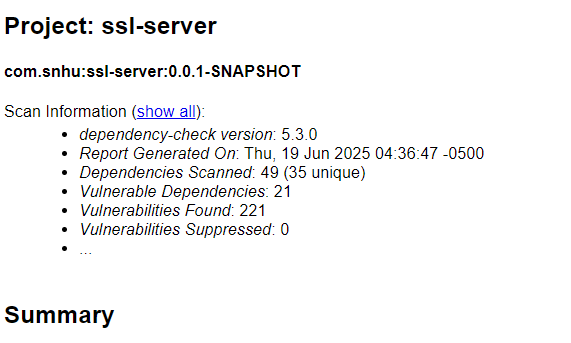 Project: ssl-server
com.snhu:ssl-server:0.0.1-SNAPSHOT
Scan Information (show all):
• dependency-check version: 5.3.0
• Report Generated On: Thu, 19 Jun 2025 04:36:47 -0500
• Dependencies Scanned: 49 (35 unique)
• Vulnerable Dependencies: 21
• Vulnerabilities Found: 221
• Vulnerabilities Suppressed: 0
• ...
Summary